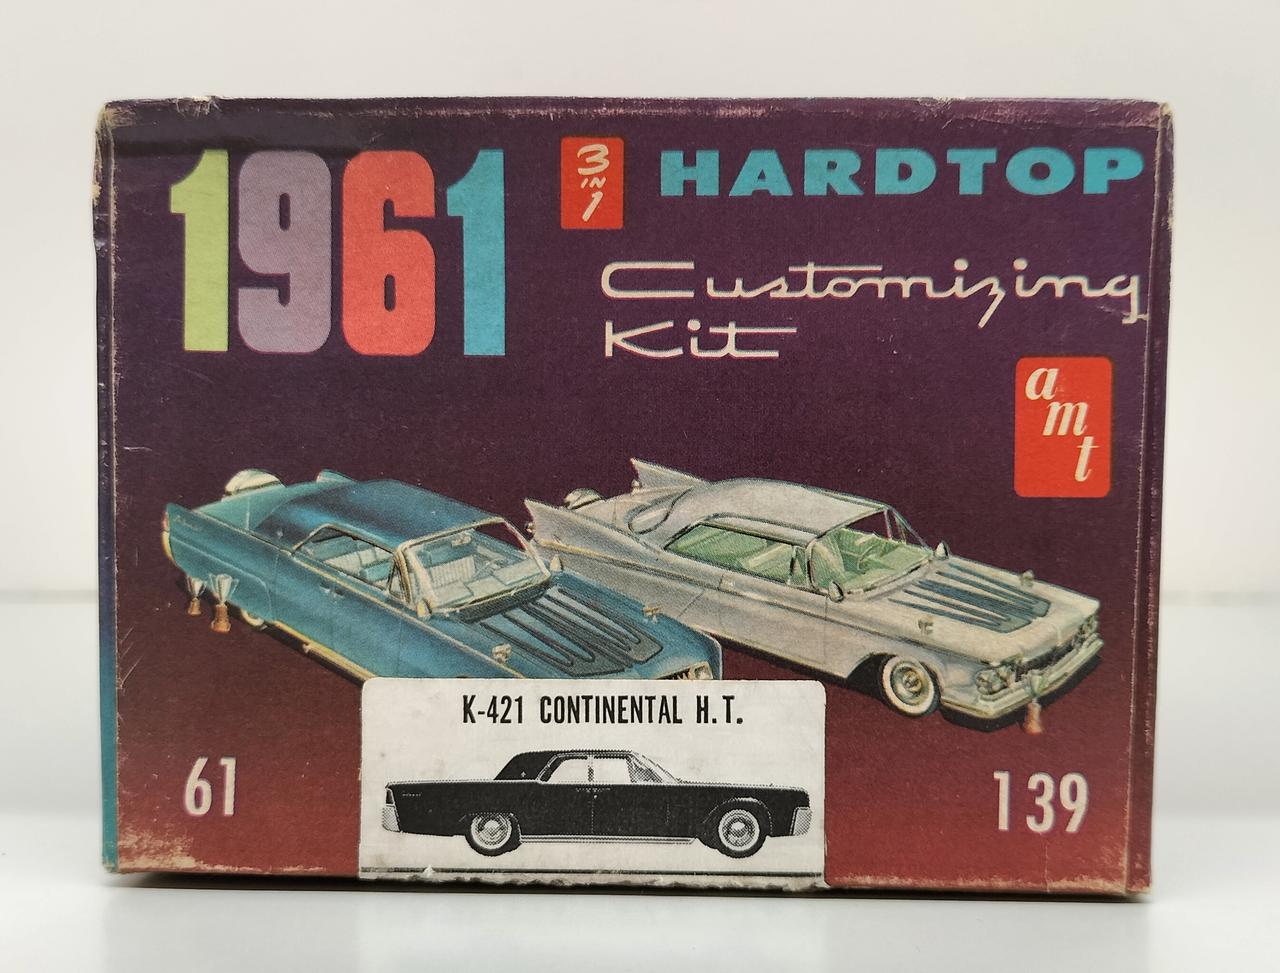 1961
3 IN 1
HARDTOP
Customizing
Kit
amt
K-421 CONTINENTAL H.T.
61
139